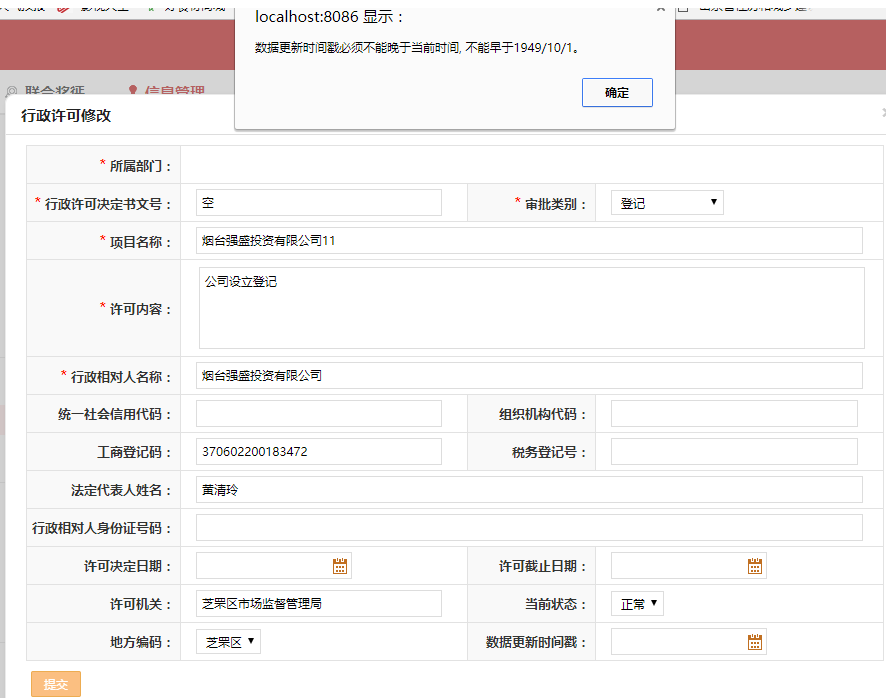 localhost:8086 显示：
数据更新时间戳必须不能晚于当前时间, 不能早于1949/10/1。
确定
联合奖惩 信息管理
行政许可修改
* 所属部门：
* 行政许可决定书文号： 空 * 审批类别： 登记
* 项目名称： 烟台强盛投资有限公司11
* 许可内容： 公司设立登记
* 行政相对人名称： 烟台强盛投资有限公司
统一社会信用代码： 组织机构代码：
工商登记码： 370602200183472 税务登记号：
法定代表人姓名： 黄清玲
行政相对人身份证号码：
许可决定日期： 许可截止日期：
许可机关： 芝罘区市场监督管理局 当前状态： 正常
地方编码： 芝罘区 数据更新时间戳：
提交